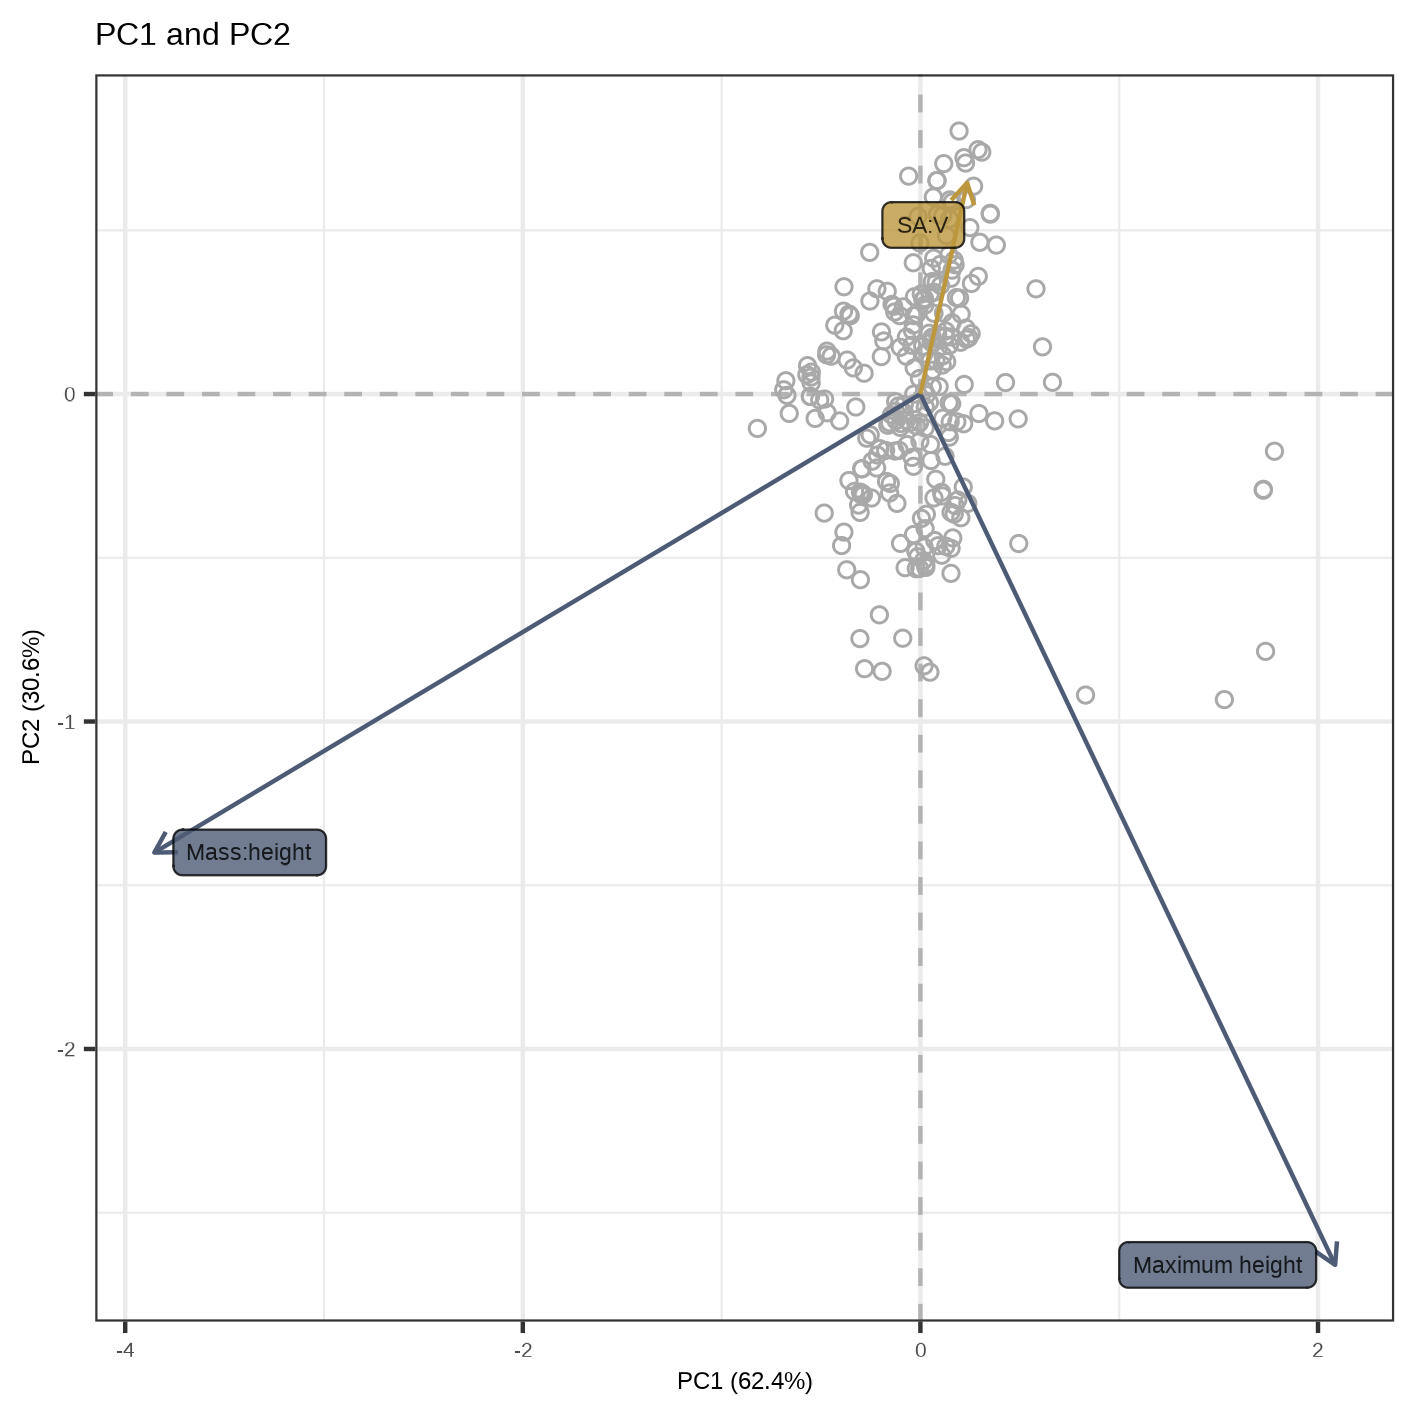 PC1 and PC2
SA:V
0
PC2 (30.6%)
-1
Mass:height
-2
Maximum height
-4
-2
0
2
PC1 (62.4%)